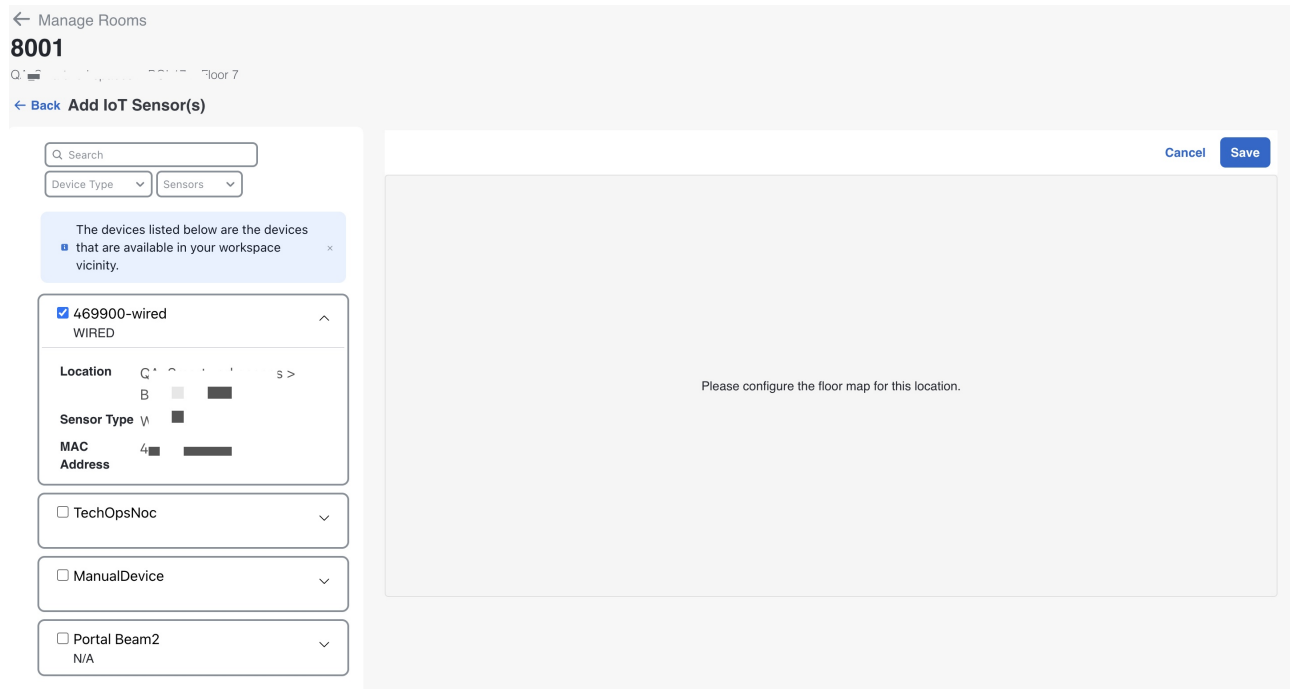 Manage Rooms
8001
Floor 7
Back Add IoT Sensor(s)
Search
Device Type Sensors
The devices listed below are the devices
that are available in your workspace
vicinity.
469900-wired
WIRED
Location
Sensor Type
MAC
Address
TechOpsNoc
ManualDevice
Portal Beam2
N/A
Cancel Save
Please configure the floor map for this location.